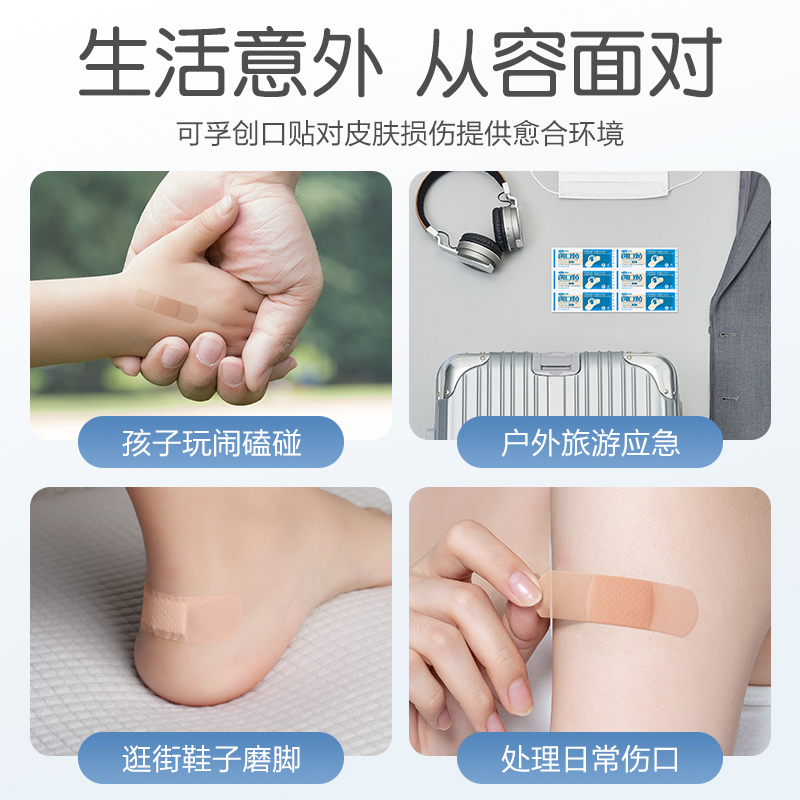 生活意外 从容面对
可孚创口贴对皮肤损伤提供愈合环境
孩子玩闹磕碰
户外旅游应急
逛街鞋子磨脚
处理日常伤口